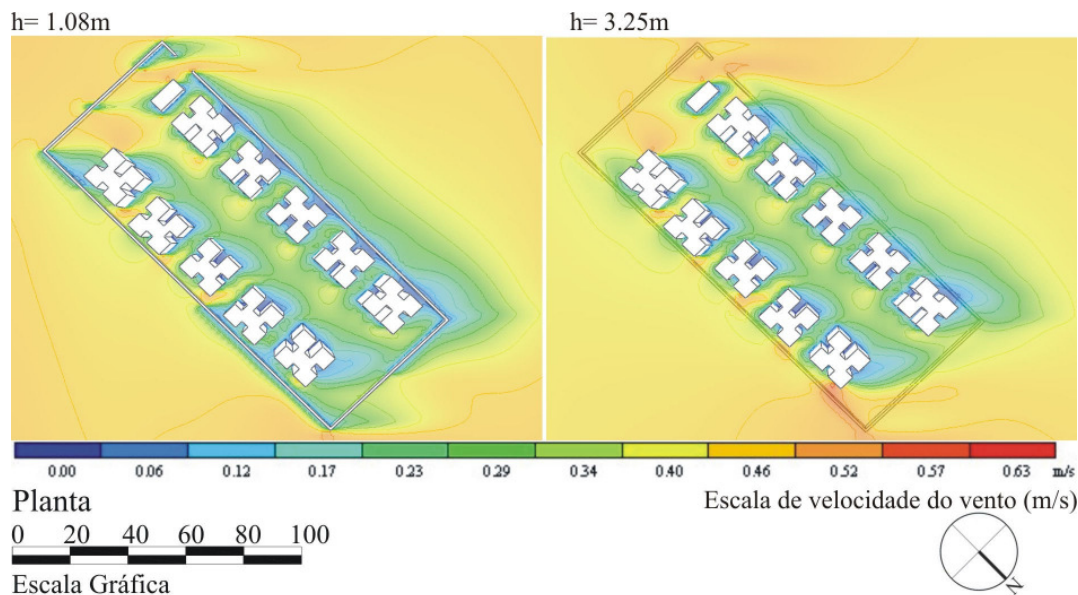 h= 1.08m
h= 3.25m
0.00 0.06 0.12 0.17 0.23 0.29 0.34 0.40 0.46 0.52 0.57 0.63 m/s
Planta
Escala de velocidade do vento (m/s)
0 20 40 60 80 100
Escala Gráfica
N